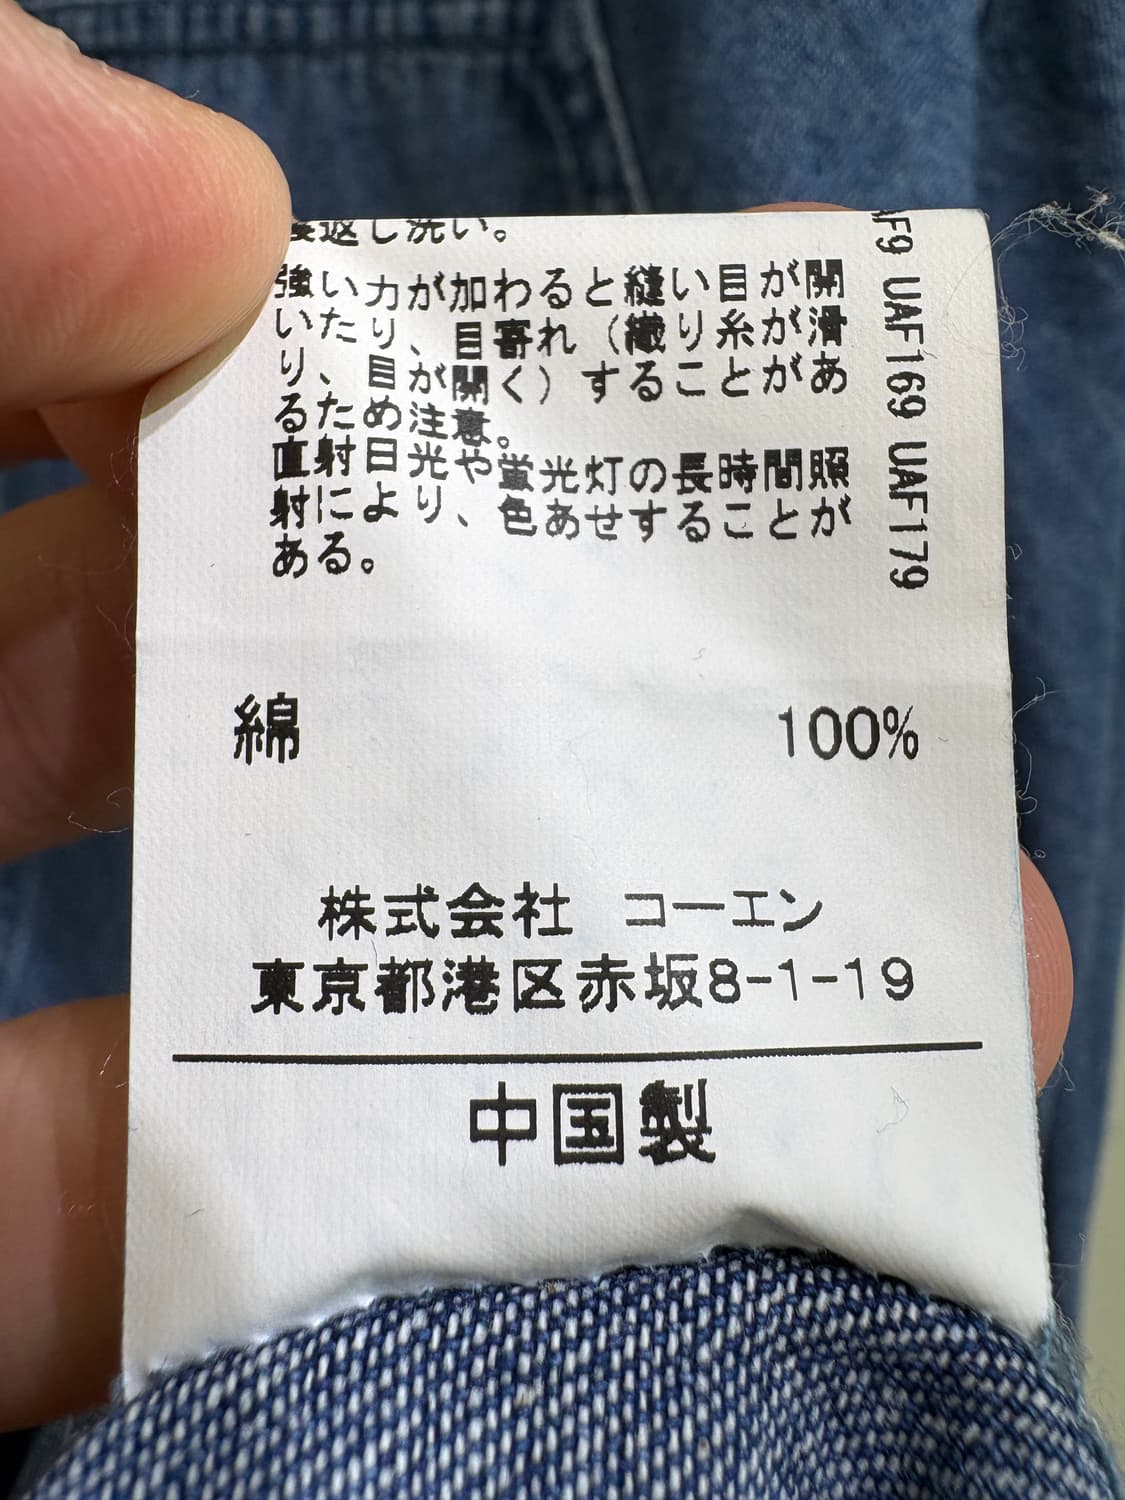 返し洗い。
強い力が加わると縫い目が開
いたり、目寄れ（織り糸が滑
り、目が開く）することがあ
るため注意。
直射日光や蛍光灯の長時間照
射により、色あせすることが
ある。
UAF169 UAF179
綿 100%
株式会社 コーエン
東京都港区赤坂8-1-19
中国製